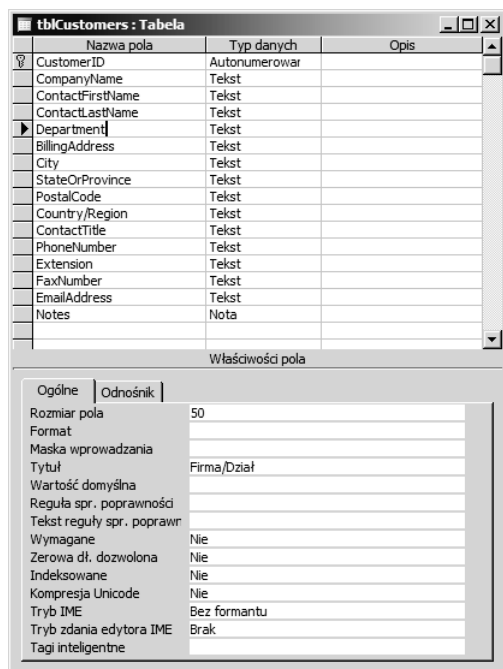 tblCustomers : Tabela
Nazwa pola Typ danych Opis
CustomerID Autonumerowar
CompanyName Tekst
ContactFirstName Tekst
ContactLastName Tekst
Department Tekst
BillingAddress Tekst
City Tekst
StateOrProvince Tekst
PostalCode Tekst
Country/Region Tekst
ContactTitle Tekst
PhoneNumber Tekst
Extension Tekst
FaxNumber Tekst
EmailAddress Tekst
Notes Nota
Właściwości pola
Ogólne Odnośnik
Rozmiar pola 50
Format
Maska wprowadzania
Tytuł Firma/Dział
Wartość domyślna
Reguła spr. poprawności
Tekst reguły spr. poprawn
Wymagane Nie
Zerowa dł. dozwolona Nie
Indeksowane Nie
Kompresja Unicode Nie
Tryb IME Bez formantu
Tryb zdania edytora IME Brak
Tagi inteligentne